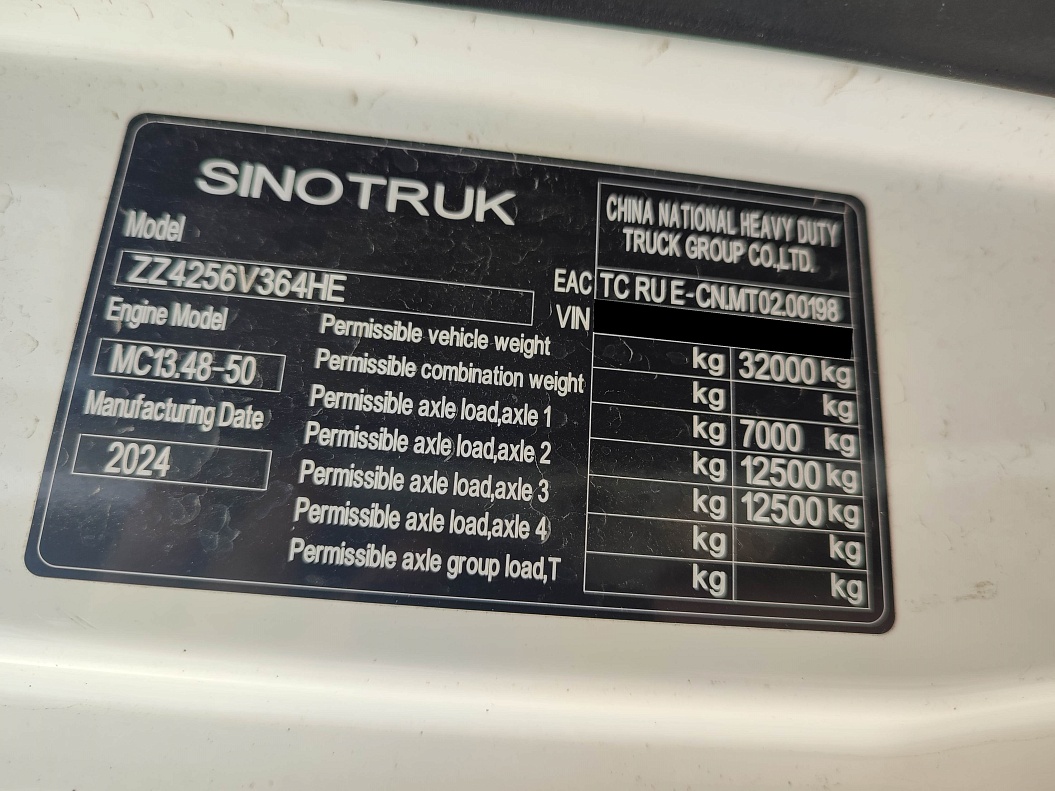 SINOTRUK
CHINA NATIONAL HEAVY DUTY
TRUCK GROUP CO.,LTD.
Model
ZZ4256V364HE
EAC TC RU E-CN.MT02.00198
VIN
Engine Model
MC13.48-50
Manufacturing Date
2024
Permissible vehicle weight kg 32000 kg
Permissible combination weight kg kg
Permissible axle load,axle 1 kg 7000 kg
Permissible axle load,axle 2 kg 12500 kg
Permissible axle load,axle 3 kg 12500 kg
Permissible axle load,axle 4 kg kg
Permissible axle group load,T kg kg